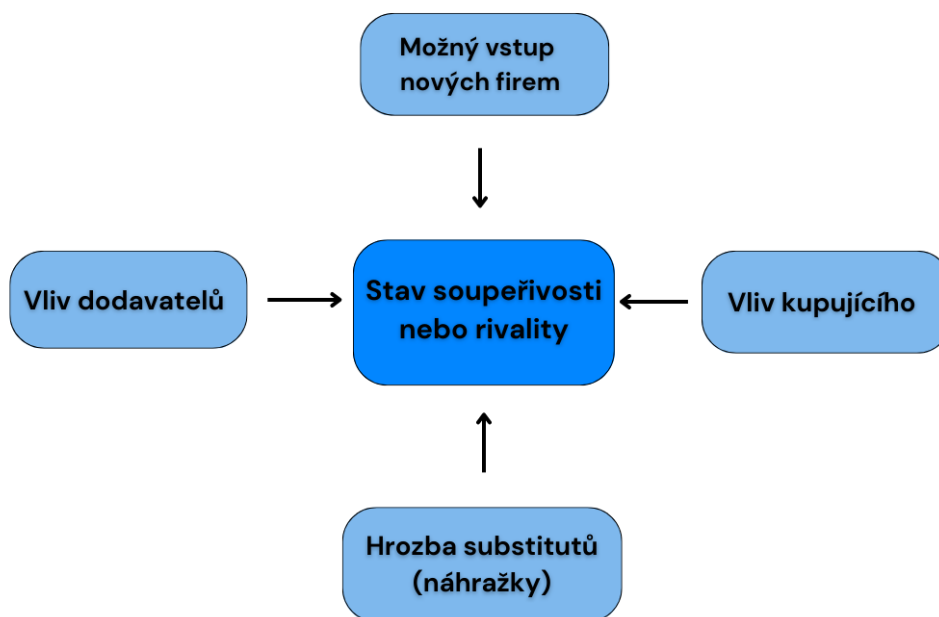 Možný vstup
nových firem
Vliv dodavatelů
Stav soupeřivosti
nebo rivality
Vliv kupujícího
Hrozba substitutů
(náhražky)